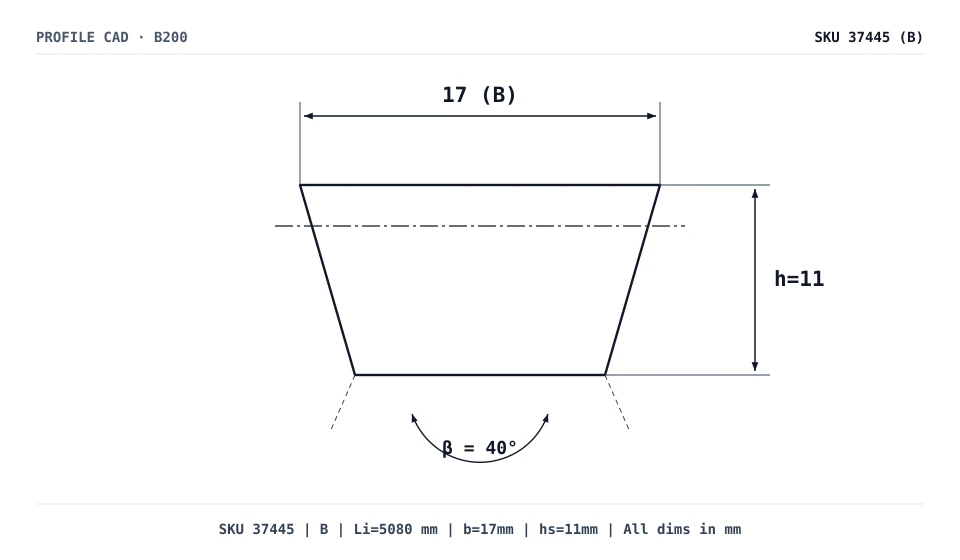 PROFILE CAD · B200
SKU 37445 (B)
17 (B)
h=11
β = 40°
SKU 37445 | B | Li=5080 mm | b=17mm | hs=11mm | All dims in mm